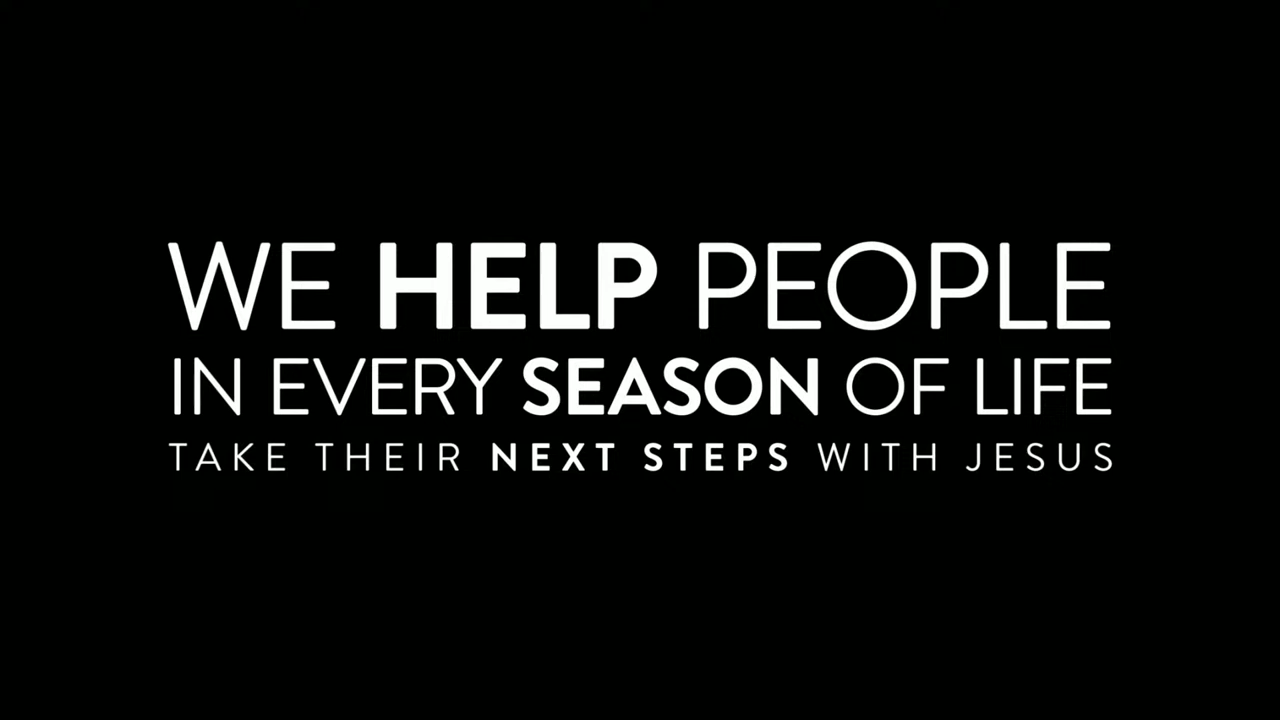 WE HELP PEOPLE
IN EVERY SEASON OF LIFE
TAKE THEIR NEXT STEPS WITH JESUS